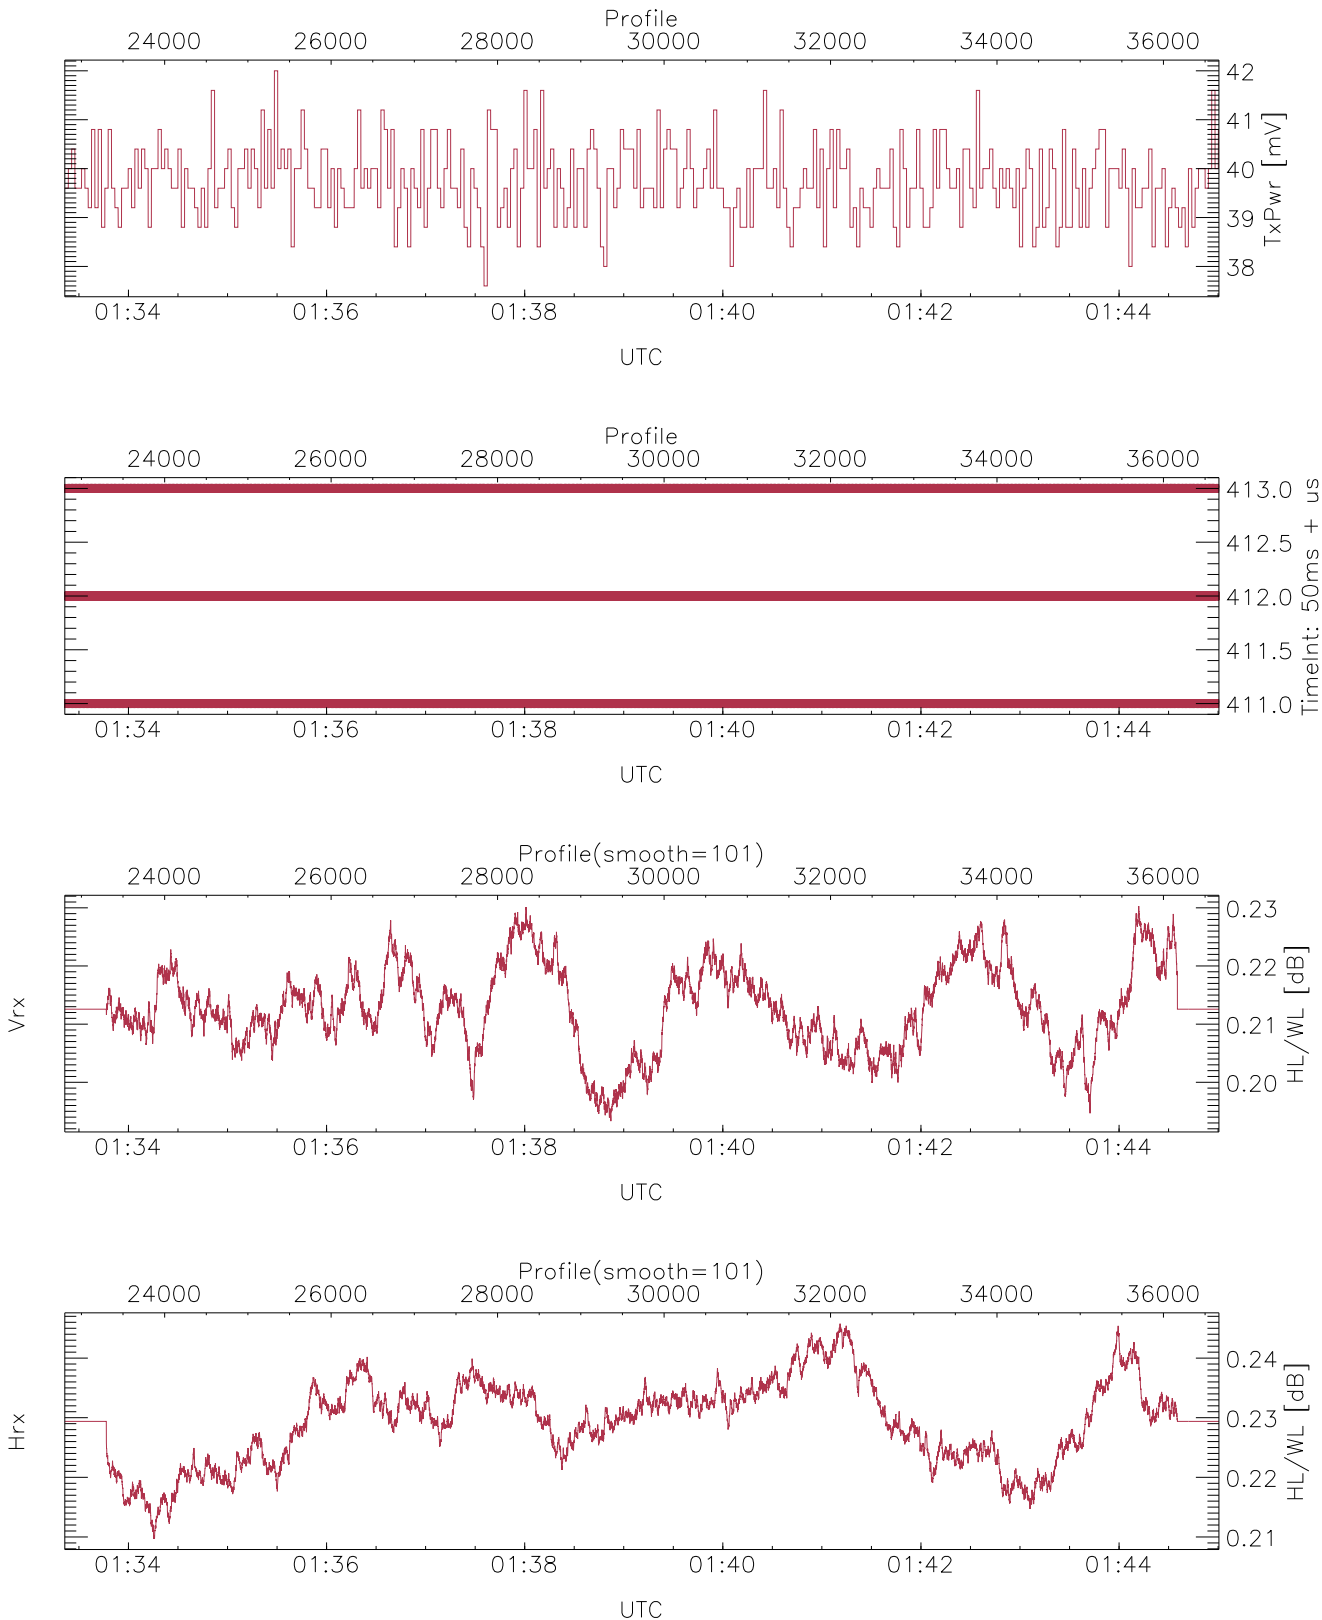 Profile
24000 26000 28000 30000 32000 34000 36000
42
41
40
39
38
TxPwr [mV]
01:34 01:36 01:38 01:40 01:42 01:44
UTC
Profile
24000 26000 28000 30000 32000 34000 36000
413.0
412.5
412.0
411.5
411.0
TimeInt: 50ms + us
01:34 01:36 01:38 01:40 01:42 01:44
UTC
Profile(smooth=101)
24000 26000 28000 30000 32000 34000 36000
Vrx
0.23
0.22
0.21
0.20
HL/WL [dB]
01:34 01:36 01:38 01:40 01:42 01:44
UTC
Profile(smooth=101)
24000 26000 28000 30000 32000 34000 36000
Hrx
0.24
0.23
0.22
0.21
HL/WL [dB]
01:34 01:36 01:38 01:40 01:42 01:44
UTC